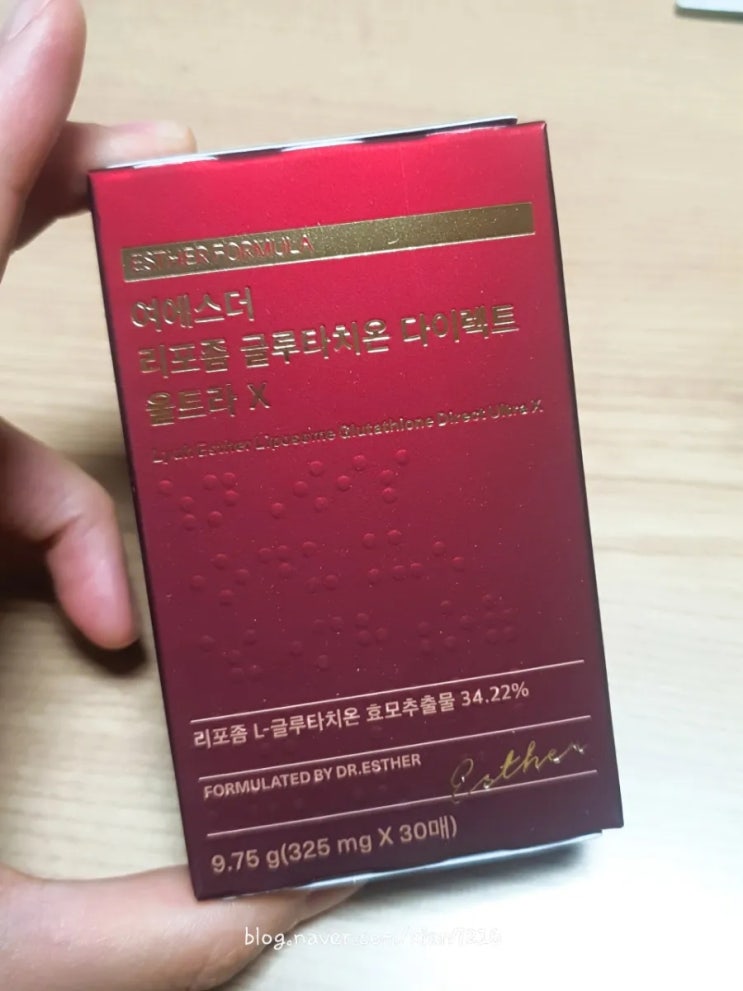 ESTHER FORMULA
여에스더
리포좀 글루타치온 다이렉트
울트라 X
Lyuh Esther Liposome Glutathione Direct Ultra X
리포좀 L-글루타치온 효모추출물 34.22%
FORMULATED BY DR.ESTHER
Esther
9.75 g(325 mg X 30매)